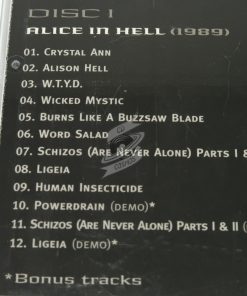 DISC I
ALICE IN HELL (1989)
01. Crystal Ann
02. Alison Hell
03. W.T.Y.D.
04. Wicked Mystic
05. Burns Like a Buzzsaw Blade
06. Word Salad
07. Schizos (Are Never Alone) Parts I
08. Ligeia
09. Human Insecticide
10. Powerdrain (demo)*
11. Schizos (Are Never Alone) Parts I & II
12. Ligeia (demo)*
*Bonus tracks